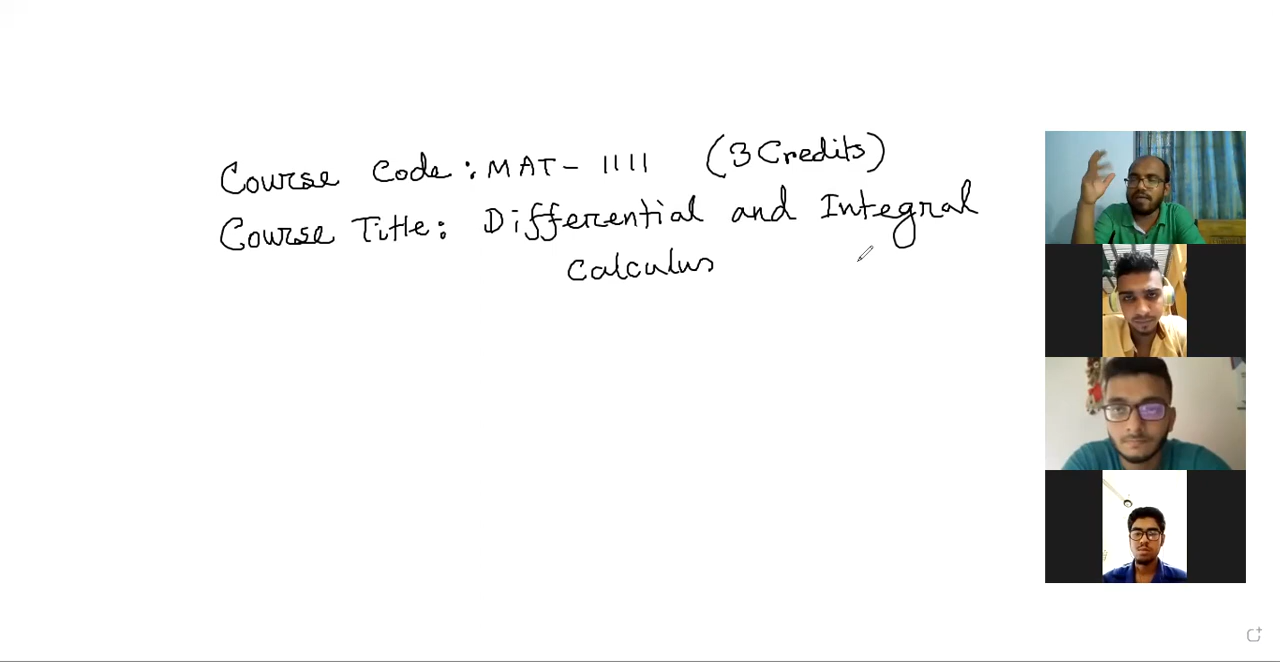 Course Code: MAT- 1111 (3 Credits)
Course Title: Differential and Integral
Calculus